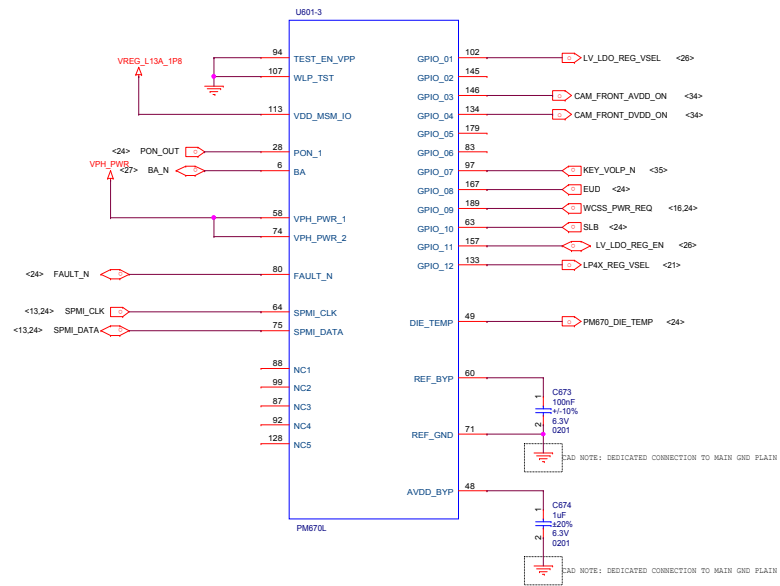 U601-3
94 TEST_EN_VPP
107 WLP_TST
VREG_L13A_1P8
113 VDD_MSM_IO
<24> PON_OUT 28 PON_1
VPH_PWR
<27> BA_N 6 BA
58 VPH_PWR_1
74 VPH_PWR_2
<24> FAULT_N 80 FAULT_N
<13,24> SPMI_CLK 64 SPMI_CLK
<13,24> SPMI_DATA 75 SPMI_DATA
88 NC1
99 NC2
87 NC3
92 NC4
128 NC5
GPIO_01 102 LV_LDO_REG_VSEL <26>
GPIO_02 145
GPIO_03 146 CAM_FRONT_AVDD_ON <34>
GPIO_04 134 CAM_FRONT_DVDD_ON <34>
GPIO_05 179
GPIO_06 83
GPIO_07 97 KEY_VOLP_N <35>
GPIO_08 167 EUD <24>
GPIO_09 189 WCSS_PWR_REQ <16,24>
GPIO_10 63 SLB <24>
GPIO_11 157 LV_LDO_REG_EN <26>
GPIO_12 133 LP4X_REG_VSEL <21>
DIE_TEMP 49 PM670_DIE_TEMP <24>
REF_BYP 60
1 C673
100nF
+/-10%
2 6.3V
0201
REF_GND 71
CAD NOTE: DEDICATED CONNECTION TO MAIN GND PLAIN
AVDD_BYP 48
1 C674
1uF
±20%
2 6.3V
0201
CAD NOTE: DEDICATED CONNECTION TO MAIN GND PLAIN
PM670L